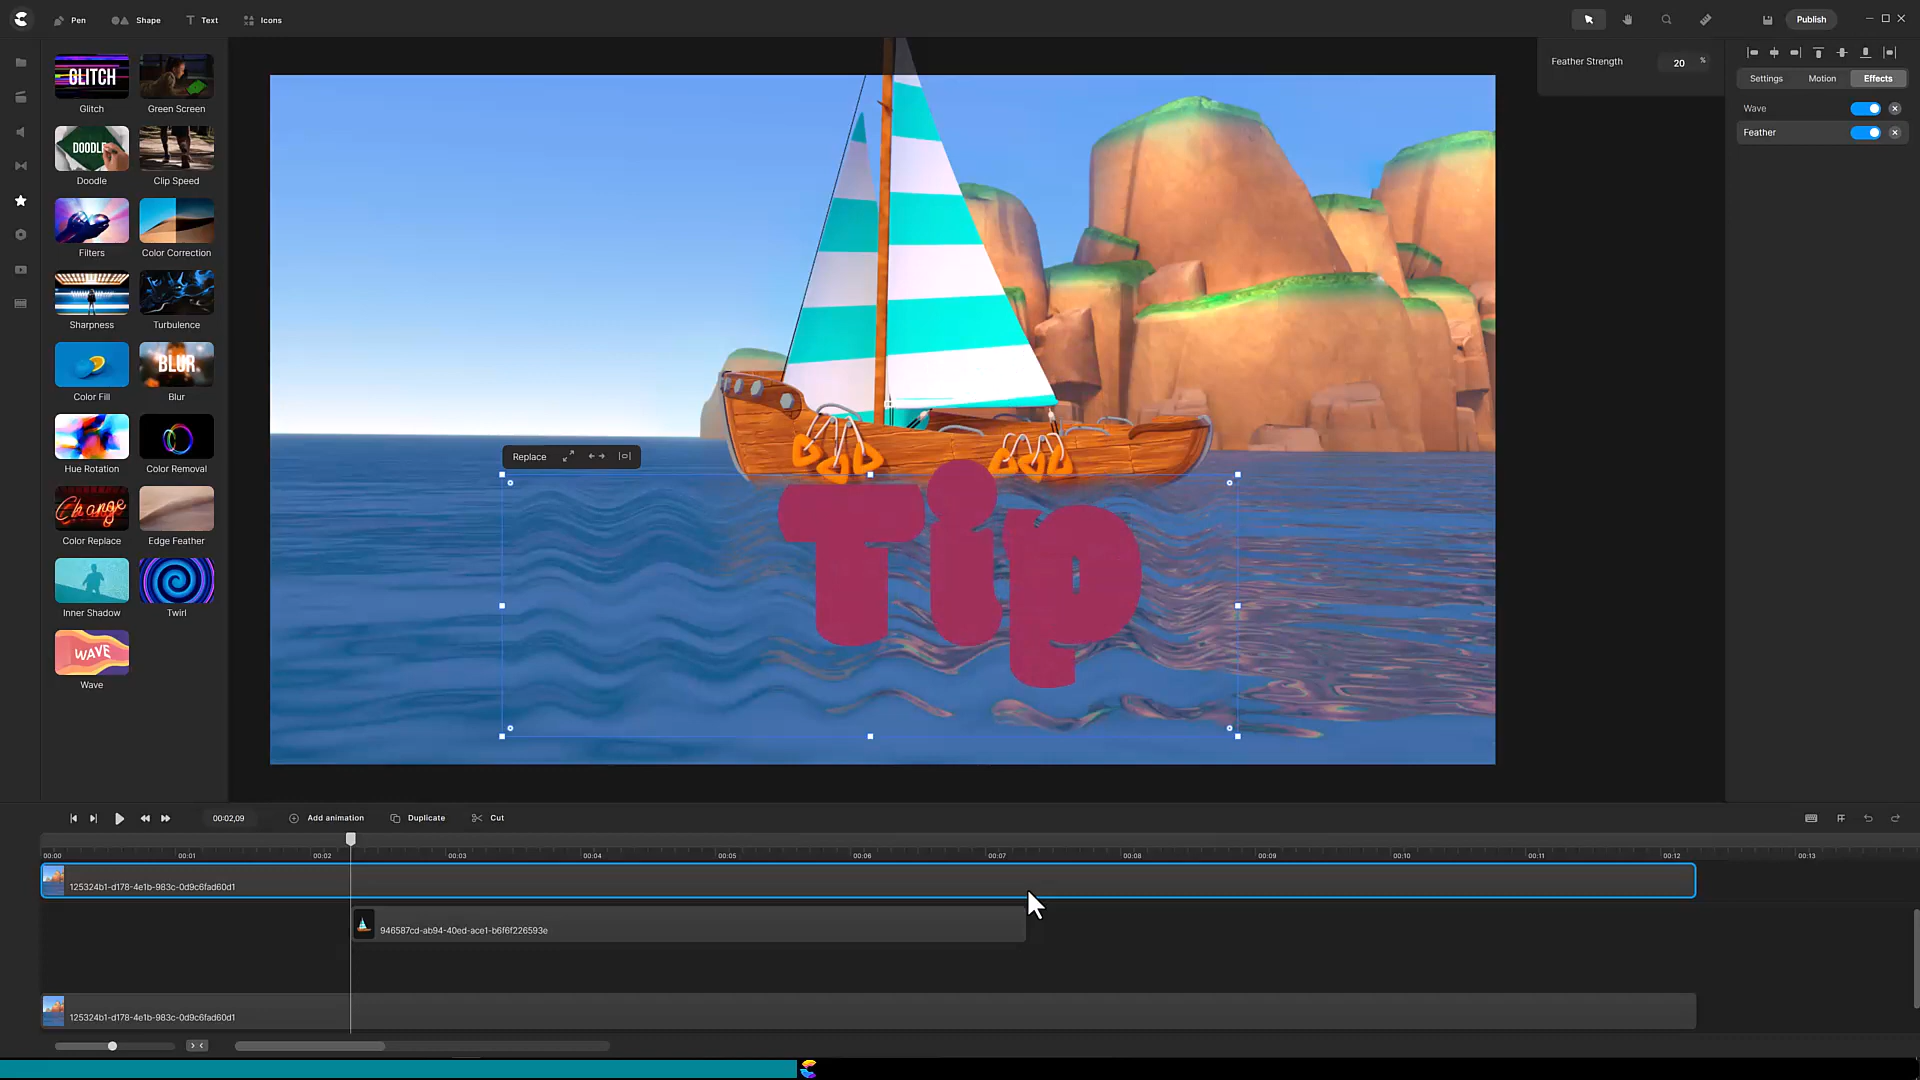 Pen
Shape
Text
Icons
Publish
GLITCH
Glitch
Green Screen
DOODLE
Doodle
Clip Speed
Filters
Color Correction
Sharpness
Turbulence
BLUR
Color Fill
Blur
Hue Rotation
Color Removal
Change
Color Replace
Edge Feather
Inner Shadow
Twirl
WAVE
Wave
Feather Strength
20
%
Settings
Motion
Effects
Wave
Feather
Replace
Tip
00:02,09
Add animation
Duplicate
Cut
00:00
00:01
00:02
00:03
00:04
00:05
00:06
00:07
00:08
00:09
00:10
00:11
00:12
00:13
125324b1-d178-4e1b-983c-0d9c6fad60d1
946587cd-ab94-40ed-ace1-b6f6f226593e
125324b1-d178-4e1b-983c-0d9c6fad60d1